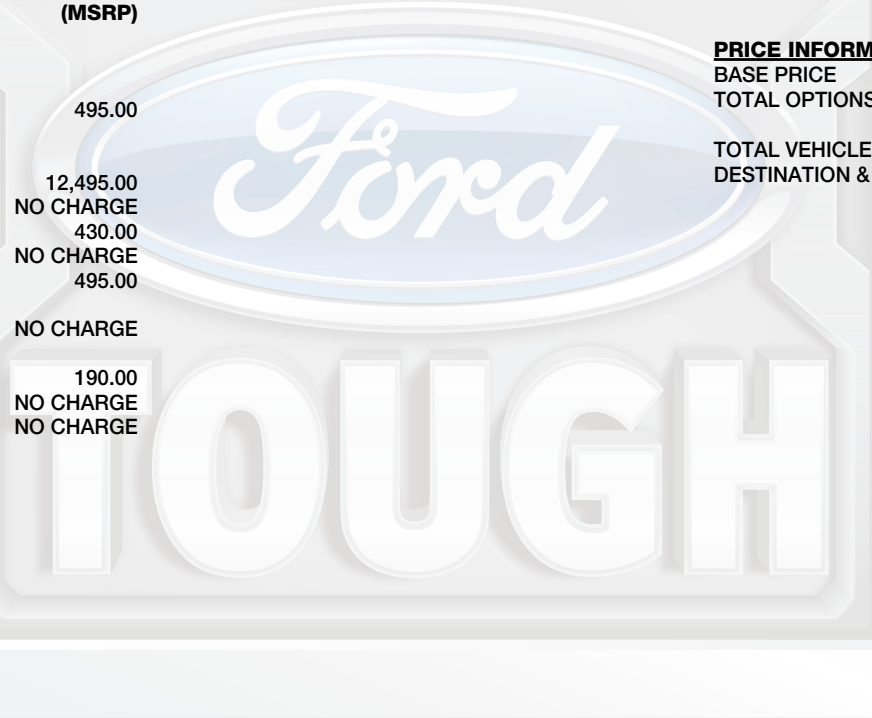 (MSRP)
495.00
12,495.00
NO CHARGE
430.00
NO CHARGE
495.00
NO CHARGE
190.00
NO CHARGE
NO CHARGE
PRICE INFORM
BASE PRICE
TOTAL OPTIONS
TOTAL VEHICLE
DESTINATION &
Ford
TOUGH